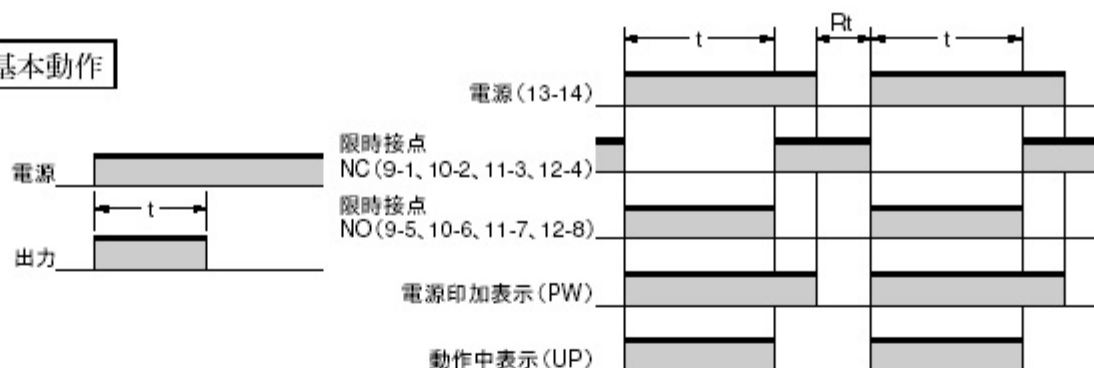 基本動作
電源
t
出力
t
Rt
t
電源(13-14)
限時接点
NC(9-1、10-2、11-3、12-4)
限時接点
NO(9-5、10-6、11-7、12-8)
電源印加表示(PW)
動作中表示(UP)